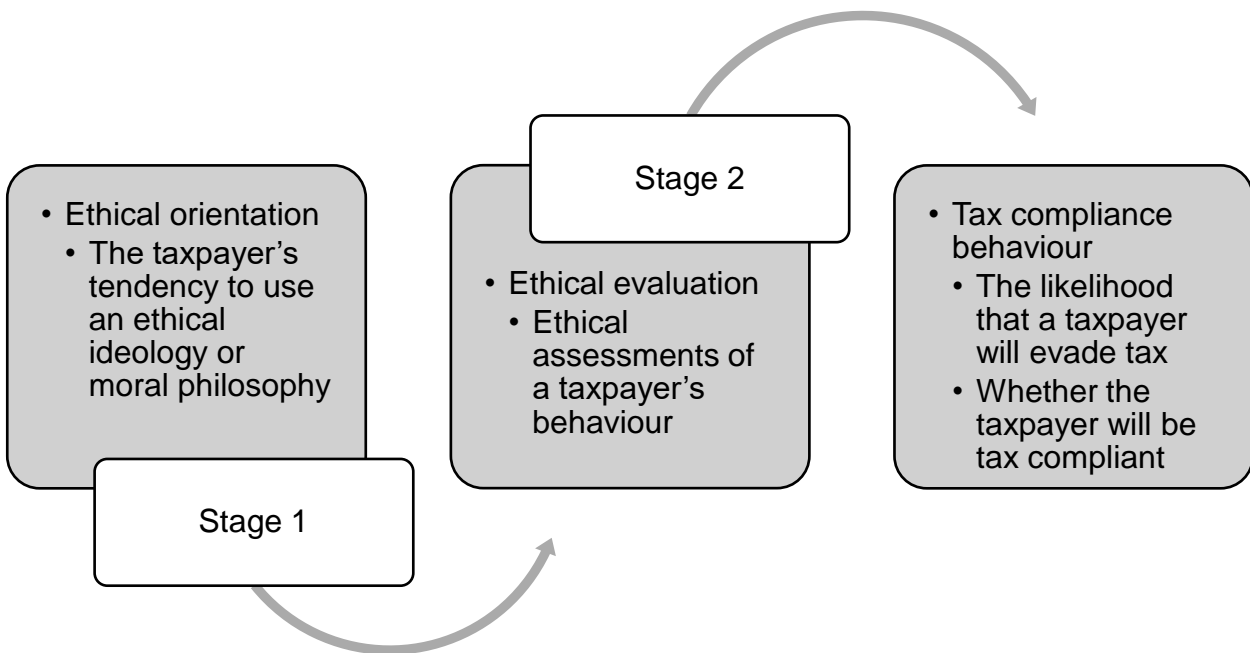 • Ethical orientation
• The taxpayer’s
tendency to use
an ethical
ideology or
moral philosophy
Stage 1
Stage 2
• Ethical evaluation
• Ethical
assessments of
a taxpayer’s
behaviour
• Tax compliance
behaviour
• The likelihood
that a taxpayer
will evade tax
• Whether the
taxpayer will be
tax compliant